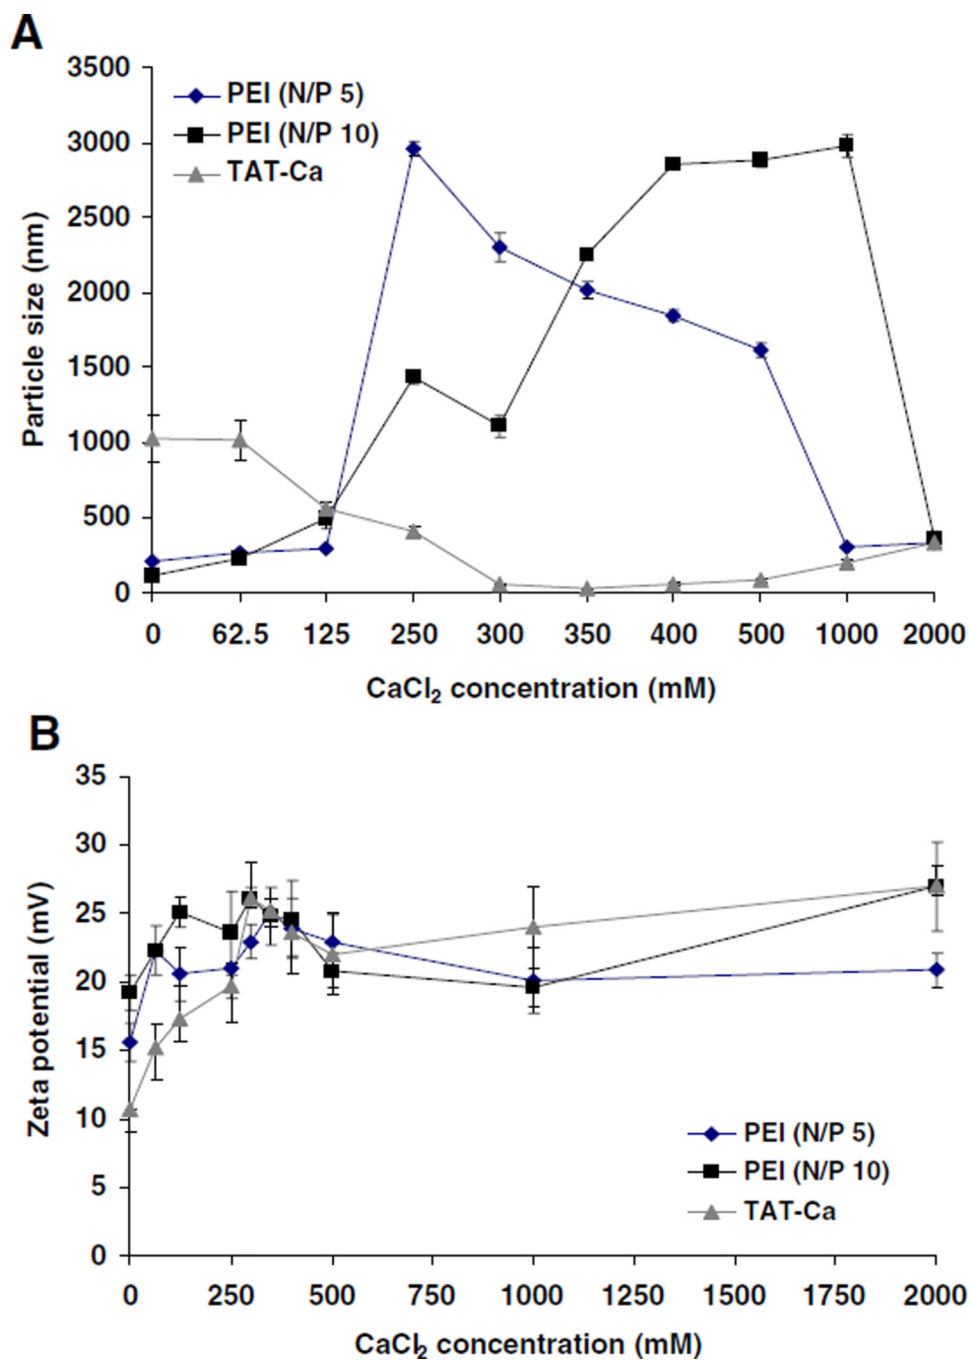 A
3500
3000
2500
2000
1500
1000
500
0
Particle size (nm)
PEI (N/P 5)
PEI (N/P 10)
TAT-Ca
0 62.5 125 250 300 350 400 500 1000 2000
CaCl₂ concentration (mM)
B
35
30
25
20
15
10
5
0
Zeta potential (mV)
PEI (N/P 5)
PEI (N/P 10)
TAT-Ca
0 250 500 750 1000 1250 1500 1750 2000
CaCl₂ concentration (mM)